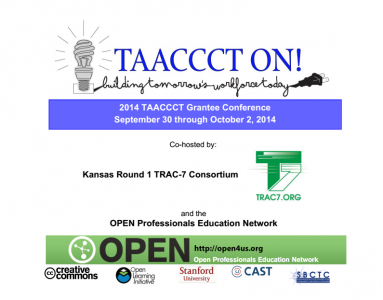 TAACCCT ON!
building tomorrow's workforce today
2014 TAACCCT Grantee Conference
September 30 through October 2, 2014
Co-hosted by:
Kansas Round 1 TRAC-7 Consortium
TRAC7.ORG
and the
OPEN Professionals Education Network
OPEN
http://open4us.org
Open Professionals Education Network
creative commons
Open Learning Initiative
Stanford University
CAST
SBCTC